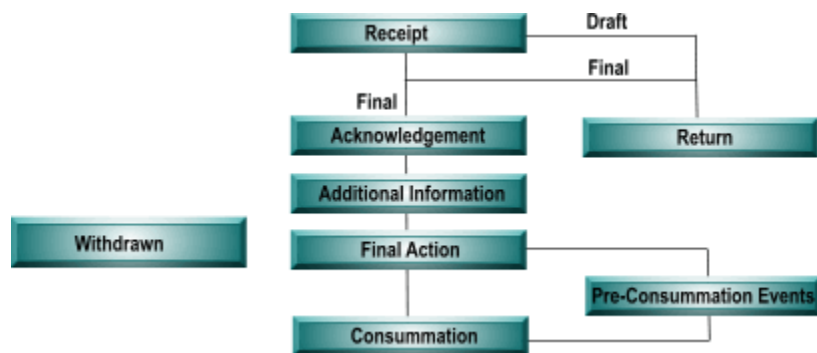 Receipt
Draft
Final
Final
Acknowledgement
Return
Additional Information
Withdrawn
Final Action
Pre-Consummation Events
Consummation